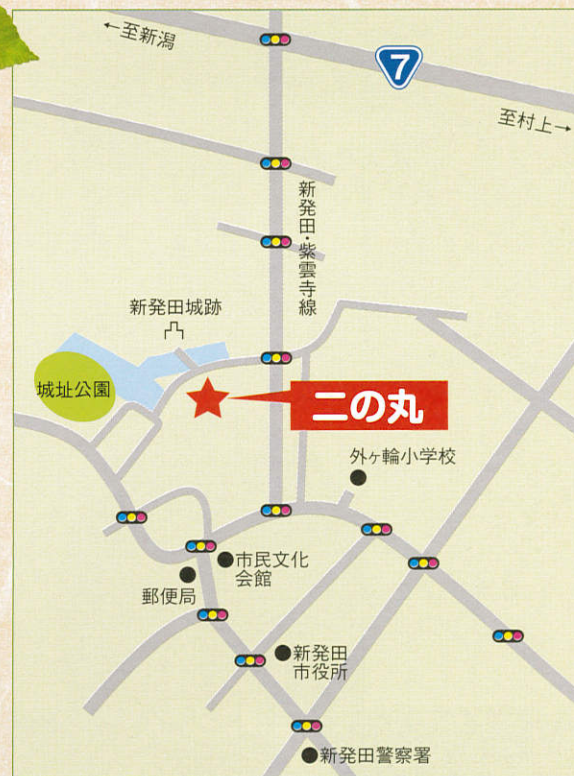 ←至新潟
7
至村上→
新発田・紫雲寺線
新発田城跡
城址公園
二の丸
外ヶ輪小学校
市民文化
会館
郵便局
新発田
市役所
新発田警察署